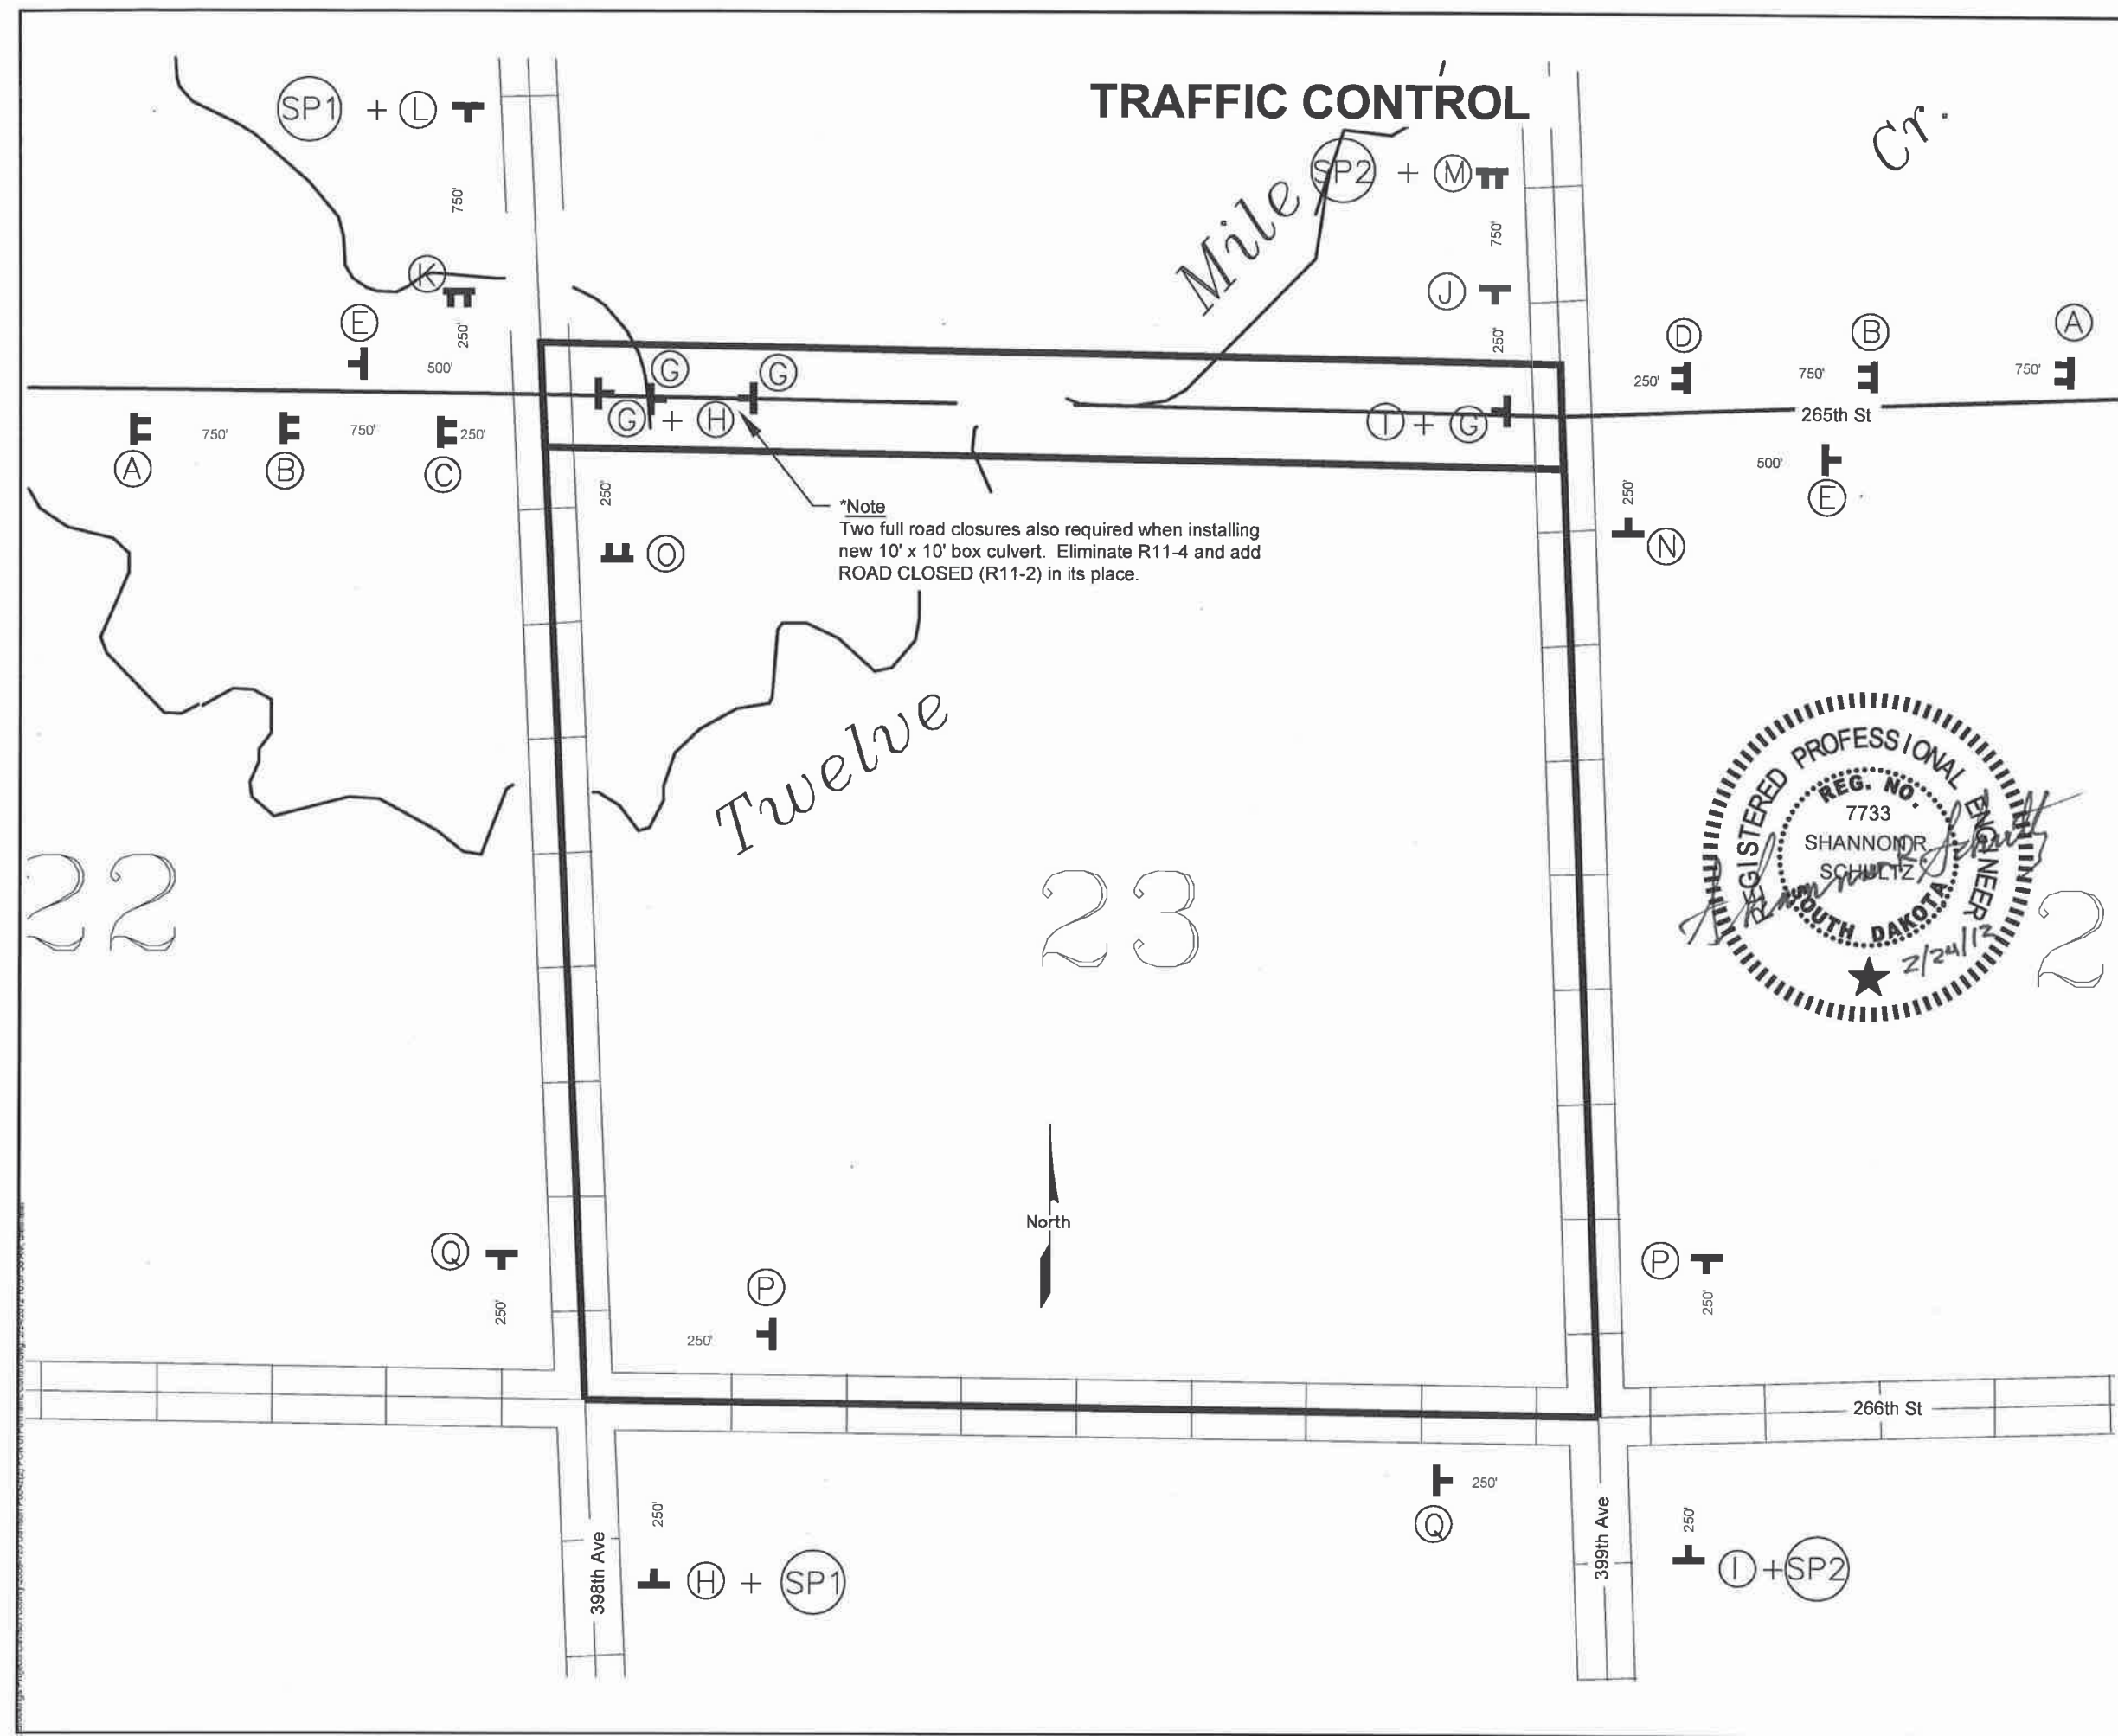 TRAFFIC CONTROL
SP1 + L
SP2 + M
Mile
Cr.
750'
750'
K
J
E
250'
500'
250'
D
B
A
250'
750'
750'
G
G
G + H
I + G
265th St
A
750'
B
750'
C
250'
500'
E
250'
O
250'
N
*Note
Two full road closures also required when installing
new 10' x 10' box culvert. Eliminate R11-4 and add
ROAD CLOSED (R11-2) in its place.
Twelve
REGISTERED PROFESSIONAL ENGINEER
REG. NO.
7733
SHANNON R.
SCHULTZ
SOUTH DAKOTA
2/24/12
22
23
2
North
Q
250'
P
250'
P
250'
266th St
Q
250'
398th Ave
250'
H + SP1
399th Ave
250'
I + SP2